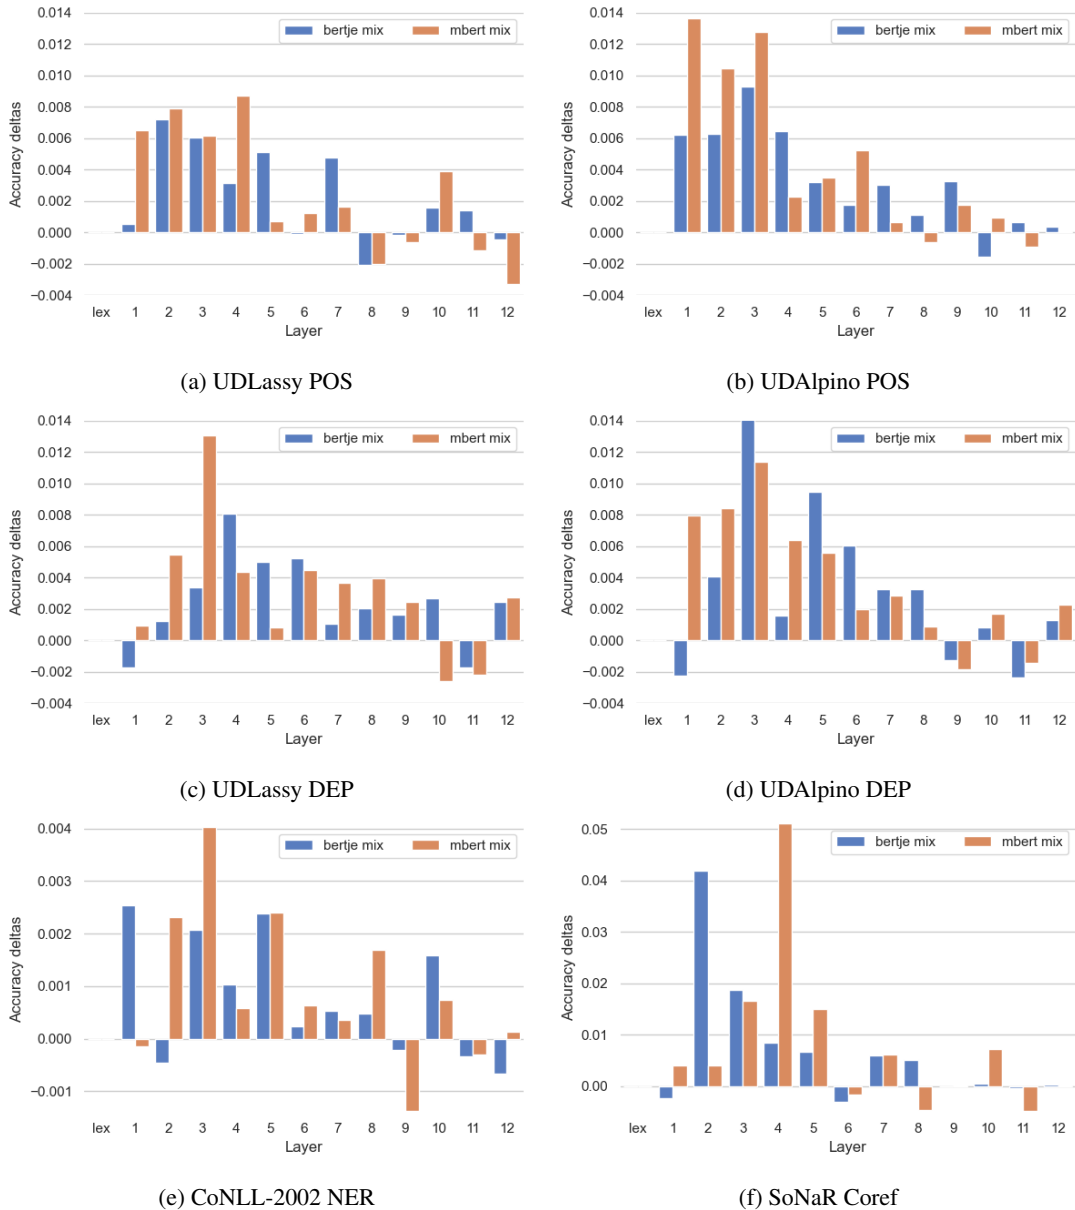 0.014
0.012
0.010
0.008
0.006
0.004
0.002
0.000
−0.002
−0.004
Accuracy deltas
bertje mix mbert mix
lex 1 2 3 4 5 6 7 8 9 10 11 12
Layer
(a) UDLassy POS
0.014
0.012
0.010
0.008
0.006
0.004
0.002
0.000
−0.002
−0.004
Accuracy deltas
bertje mix mbert mix
lex 1 2 3 4 5 6 7 8 9 10 11 12
Layer
(b) UDAlpino POS
0.014
0.012
0.010
0.008
0.006
0.004
0.002
0.000
−0.002
−0.004
Accuracy deltas
bertje mix mbert mix
lex 1 2 3 4 5 6 7 8 9 10 11 12
Layer
(c) UDLassy DEP
0.014
0.012
0.010
0.008
0.006
0.004
0.002
0.000
−0.002
−0.004
Accuracy deltas
bertje mix mbert mix
lex 1 2 3 4 5 6 7 8 9 10 11 12
Layer
(d) UDAlpino DEP
0.004
0.003
0.002
0.001
0.000
−0.001
Accuracy deltas
bertje mix mbert mix
lex 1 2 3 4 5 6 7 8 9 10 11 12
Layer
(e) CoNLL-2002 NER
0.05
0.04
0.03
0.02
0.01
0.00
Accuracy deltas
bertje mix mbert mix
lex 1 2 3 4 5 6 7 8 9 10 11 12
Layer
(f) SoNaR Coref